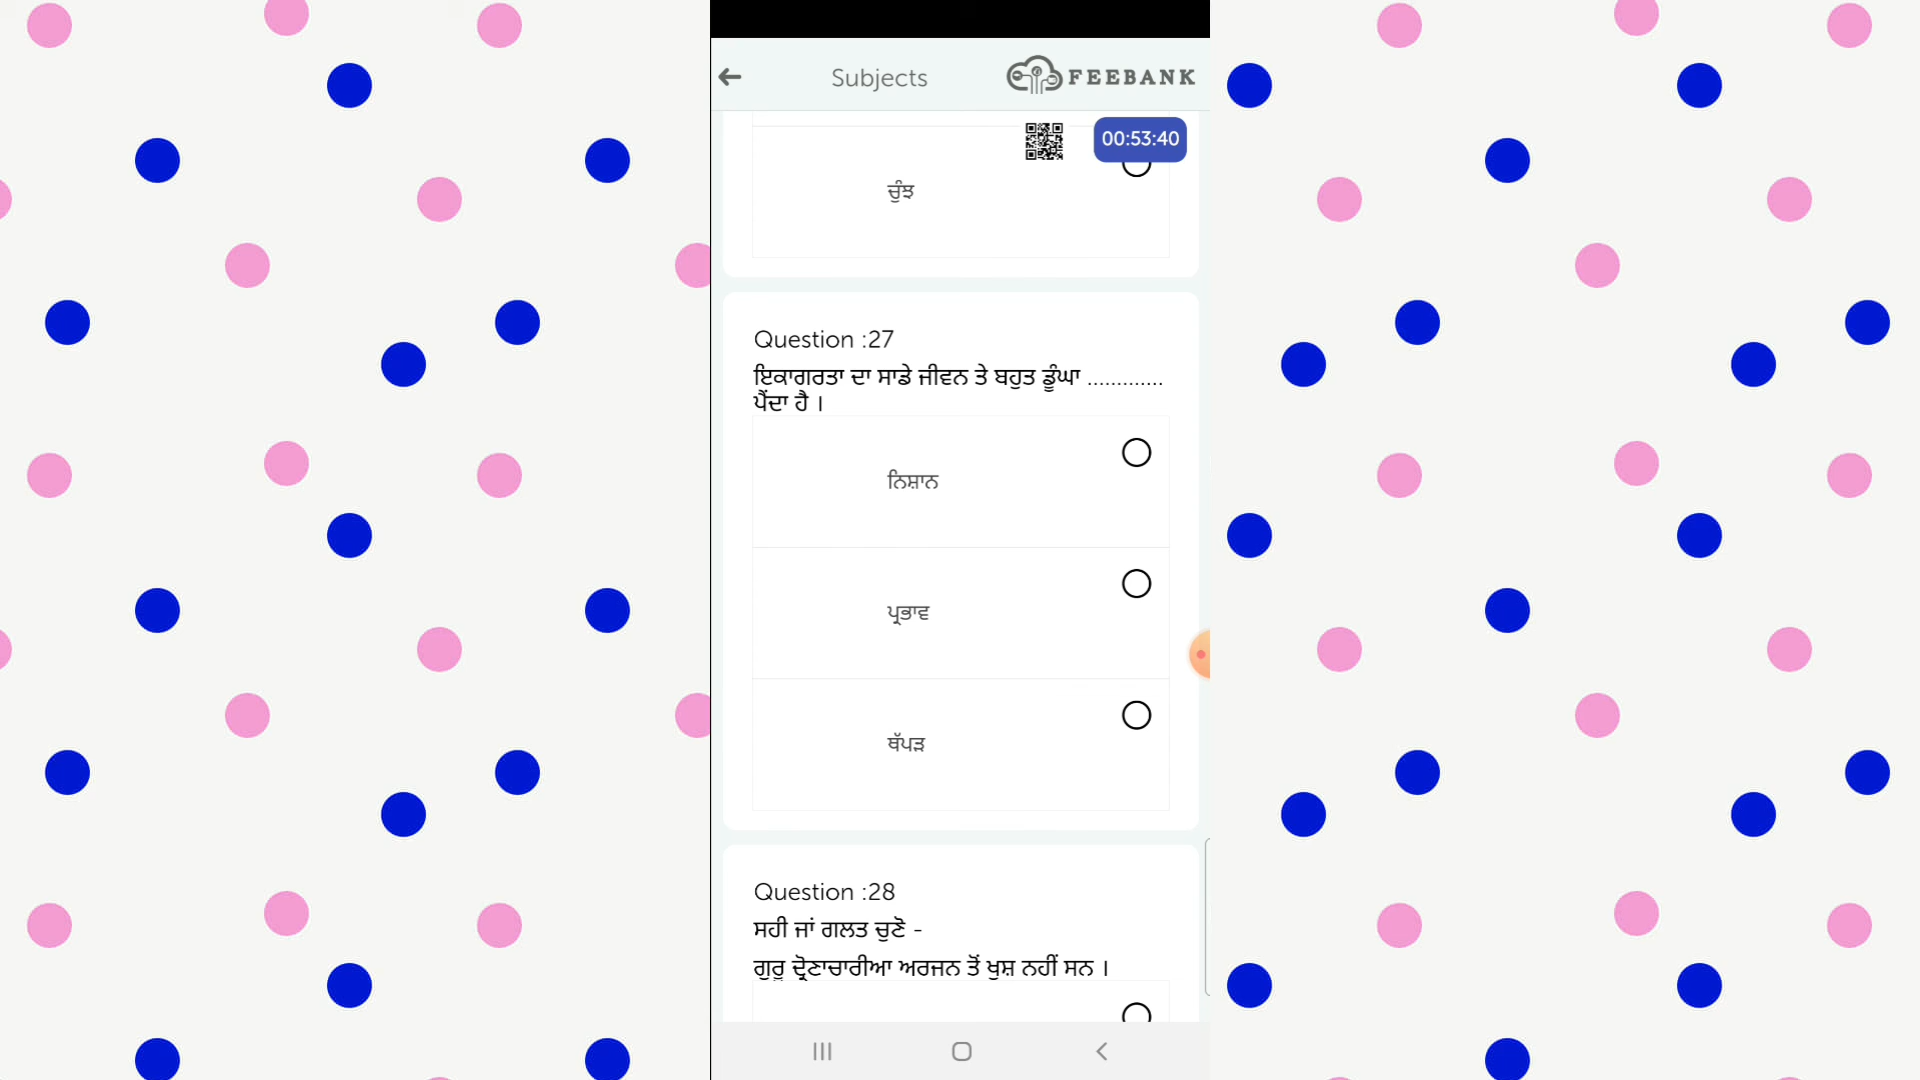 Subjects
FEEBANK
00:53:40
ਚੁੰਝ
Question :27
ਇਕਾਗਰਤਾ ਦਾ ਸਾਡੇ ਜੀਵਨ ਤੇ ਬਹੁਤ ਡੂੰਘਾ .............
ਪੈਂਦਾ ਹੈ ।
ਨਿਸ਼ਾਨ
ਪ੍ਰਭਾਵ
ਥੱਪੜ
Question :28
ਸਹੀ ਜਾਂ ਗਲਤ ਚੁਣੋ -
ਗੁਰੂ ਦ੍ਰੋਣਾਚਾਰੀਆ ਅਰਜਨ ਤੋਂ ਖੁਸ਼ ਨਹੀਂ ਸਨ ।